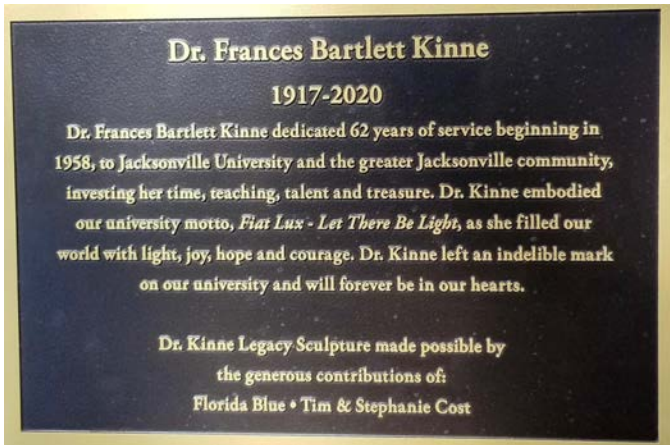 Dr. Frances Bartlett Kinne
1917-2020
Dr. Frances Bartlett Kinne dedicated 62 years of service beginning in
1958, to Jacksonville University and the greater Jacksonville community,
investing her time, teaching, talent and treasure. Dr. Kinne embodied
our university motto, Fiat Lux - Let There Be Light, as she filled our
world with light, joy, hope and courage. Dr. Kinne left an indelible mark
on our university and will forever be in our hearts.
Dr. Kinne Legacy Sculpture made possible by
the generous contributions of:
Florida Blue • Tim & Stephanie Cost